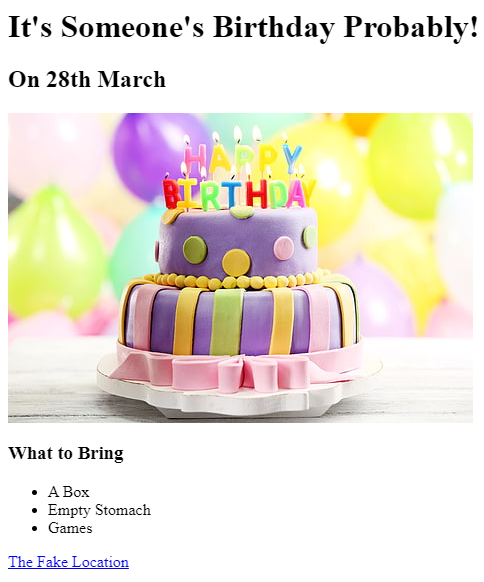 It's Someone's Birthday Probably!
On 28th March
HAPPY
BIRTHDAY
What to Bring
A Box
Empty Stomach
Games
The Fake Location